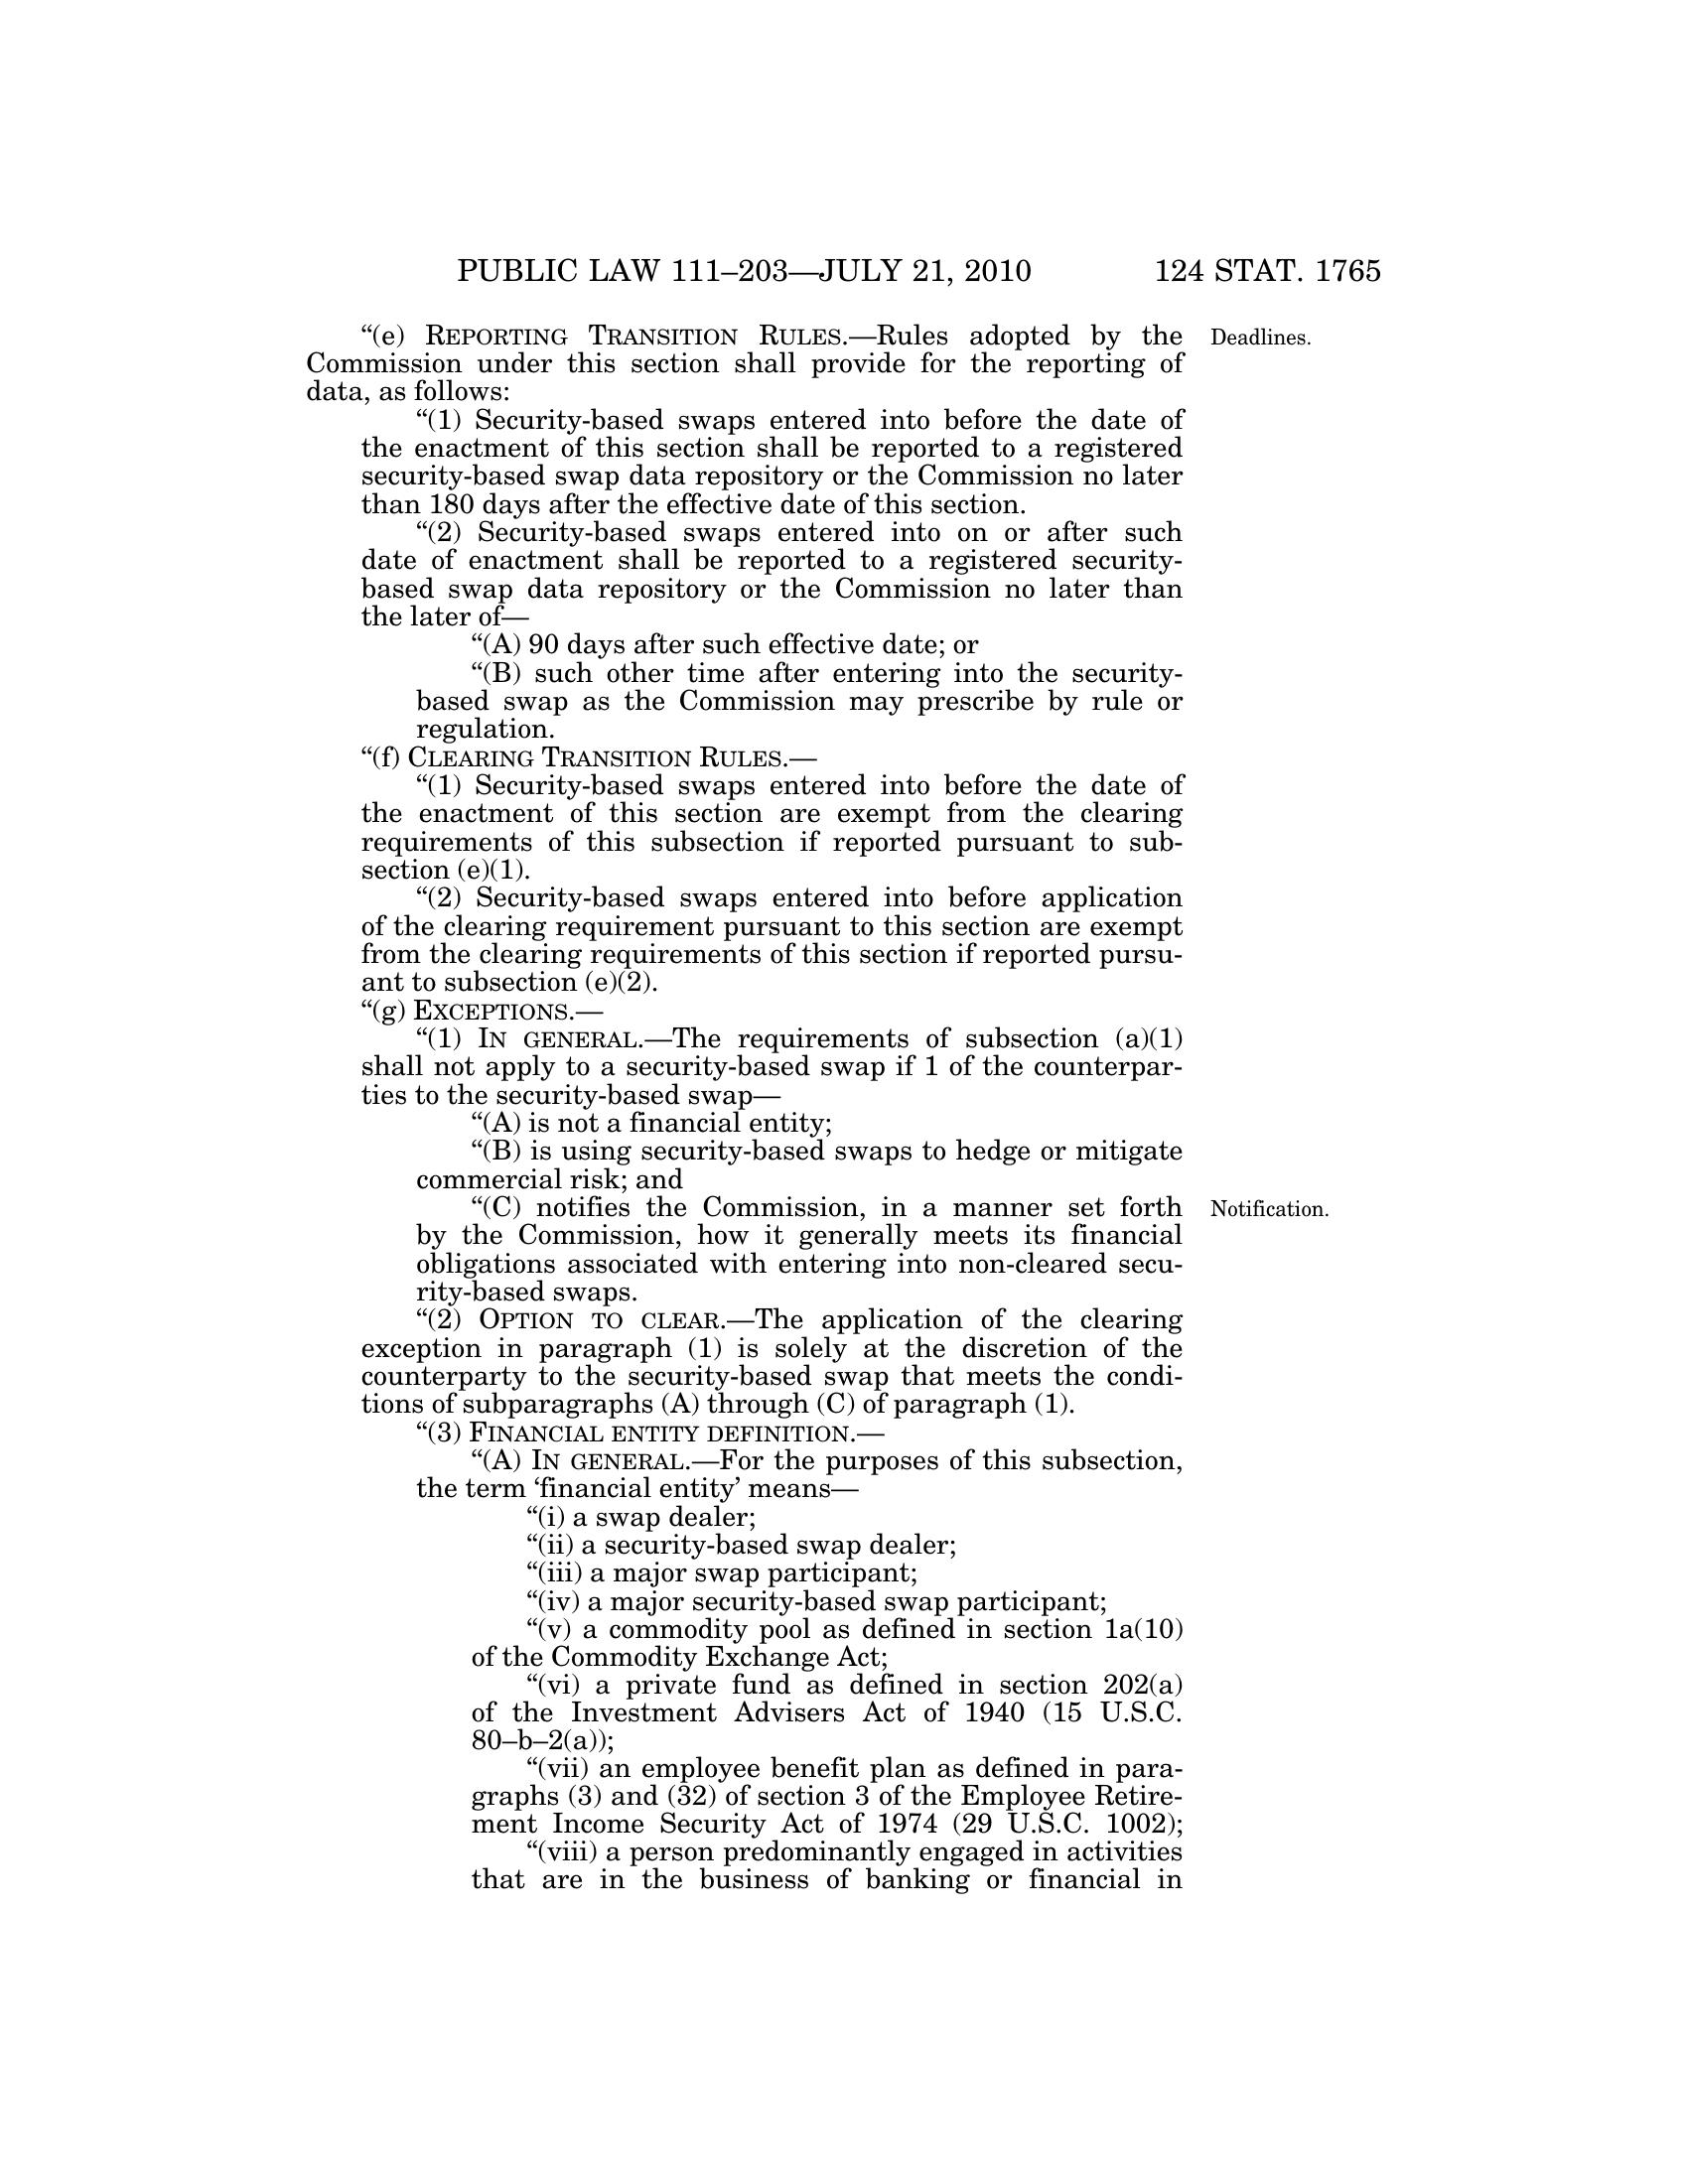 PUBLIC LAW 111–203—JULY 21, 2010 124 STAT. 1765
“(e) REPORTING TRANSITION RULES.—Rules adopted by the Deadlines.
Commission under this section shall provide for the reporting of
data, as follows:
“(1) Security-based swaps entered into before the date of
the enactment of this section shall be reported to a registered
security-based swap data repository or the Commission no later
than 180 days after the effective date of this section.
“(2) Security-based swaps entered into on or after such
date of enactment shall be reported to a registered security-
based swap data repository or the Commission no later than
the later of—
“(A) 90 days after such effective date; or
“(B) such other time after entering into the security-
based swap as the Commission may prescribe by rule or
regulation.
“(f) CLEARING TRANSITION RULES.—
“(1) Security-based swaps entered into before the date of
the enactment of this section are exempt from the clearing
requirements of this subsection if reported pursuant to sub-
section (e)(1).
“(2) Security-based swaps entered into before application
of the clearing requirement pursuant to this section are exempt
from the clearing requirements of this section if reported pursu-
ant to subsection (e)(2).
“(g) EXCEPTIONS.—
“(1) IN GENERAL.—The requirements of subsection (a)(1)
shall not apply to a security-based swap if 1 of the counterpar-
ties to the security-based swap—
“(A) is not a financial entity;
“(B) is using security-based swaps to hedge or mitigate
commercial risk; and
“(C) notifies the Commission, in a manner set forth Notification.
by the Commission, how it generally meets its financial
obligations associated with entering into non-cleared secu-
rity-based swaps.
“(2) OPTION TO CLEAR.—The application of the clearing
exception in paragraph (1) is solely at the discretion of the
counterparty to the security-based swap that meets the condi-
tions of subparagraphs (A) through (C) of paragraph (1).
“(3) FINANCIAL ENTITY DEFINITION.—
“(A) IN GENERAL.—For the purposes of this subsection,
the term ‘financial entity’ means—
“(i) a swap dealer;
“(ii) a security-based swap dealer;
“(iii) a major swap participant;
“(iv) a major security-based swap participant;
“(v) a commodity pool as defined in section 1a(10)
of the Commodity Exchange Act;
“(vi) a private fund as defined in section 202(a)
of the Investment Advisers Act of 1940 (15 U.S.C.
80–b–2(a));
“(vii) an employee benefit plan as defined in para-
graphs (3) and (32) of section 3 of the Employee Retire-
ment Income Security Act of 1974 (29 U.S.C. 1002);
“(viii) a person predominantly engaged in activities
that are in the business of banking or financial in